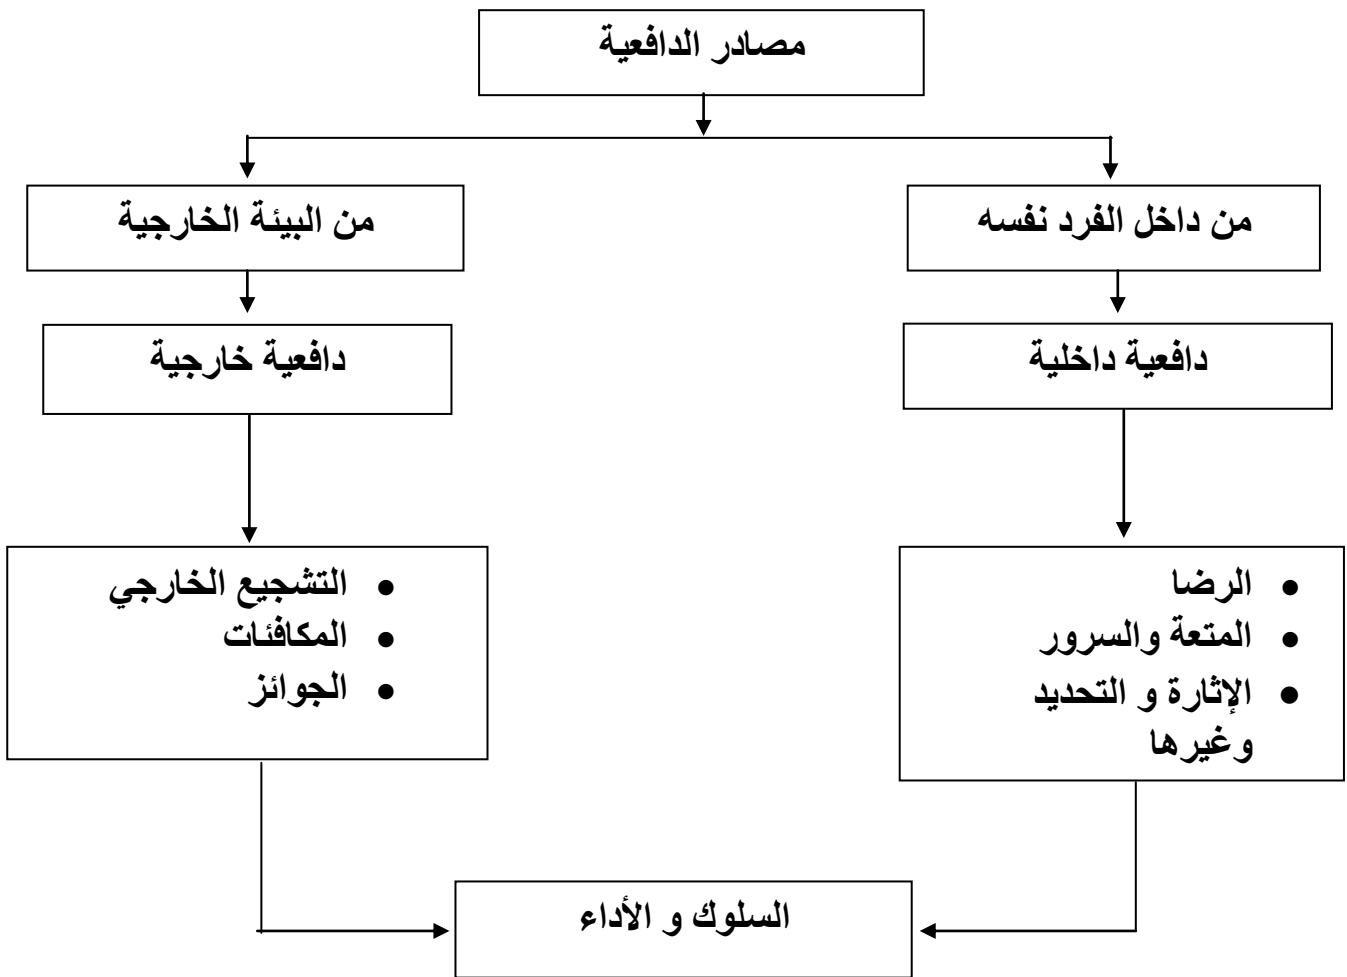 مصادر الدافعية
من داخل الفرد نفسه
من البيئة الخارجية
دافعية داخلية
دافعية خارجية
• الرضا
• المتعة والسرور
• الإثارة و التحديد
وغيرها
• التشجيع الخارجي
• المكافئات
• الجوائز
السلوك و الأداء